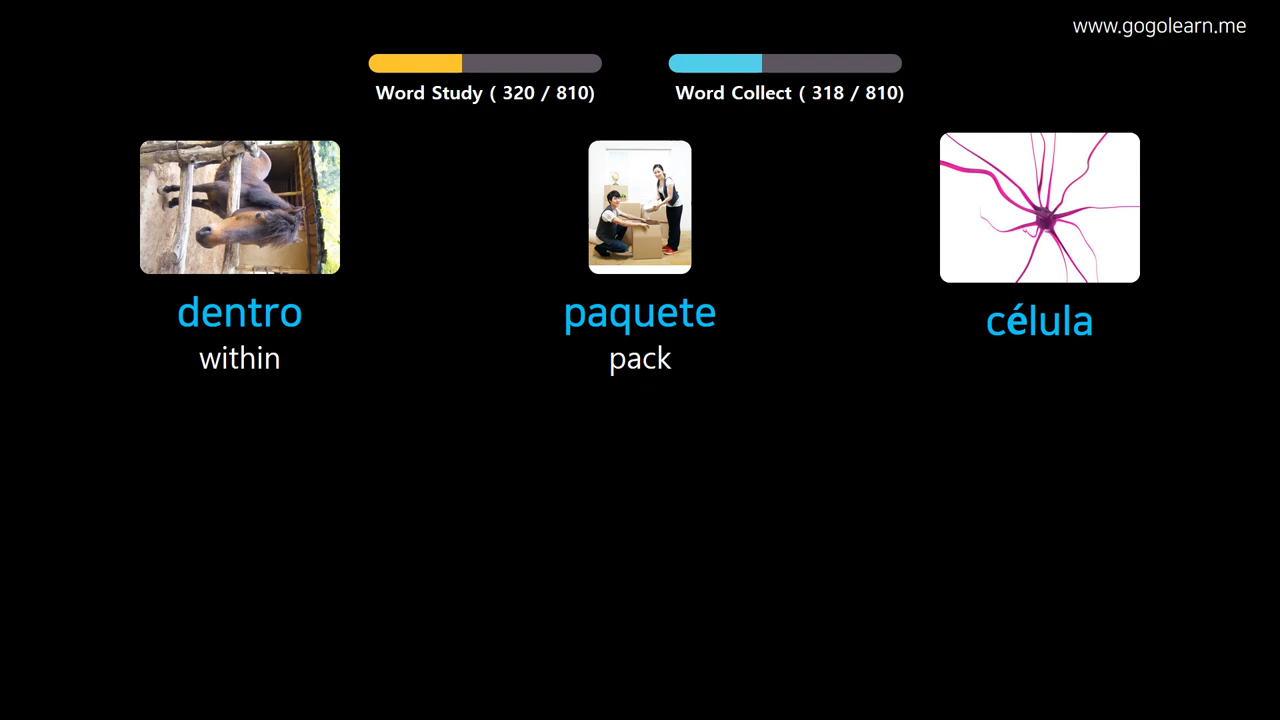 www.gogolearn.me
Word Study ( 320 / 810)
Word Collect ( 318 / 810)
dentro
within
paquete
pack
célula